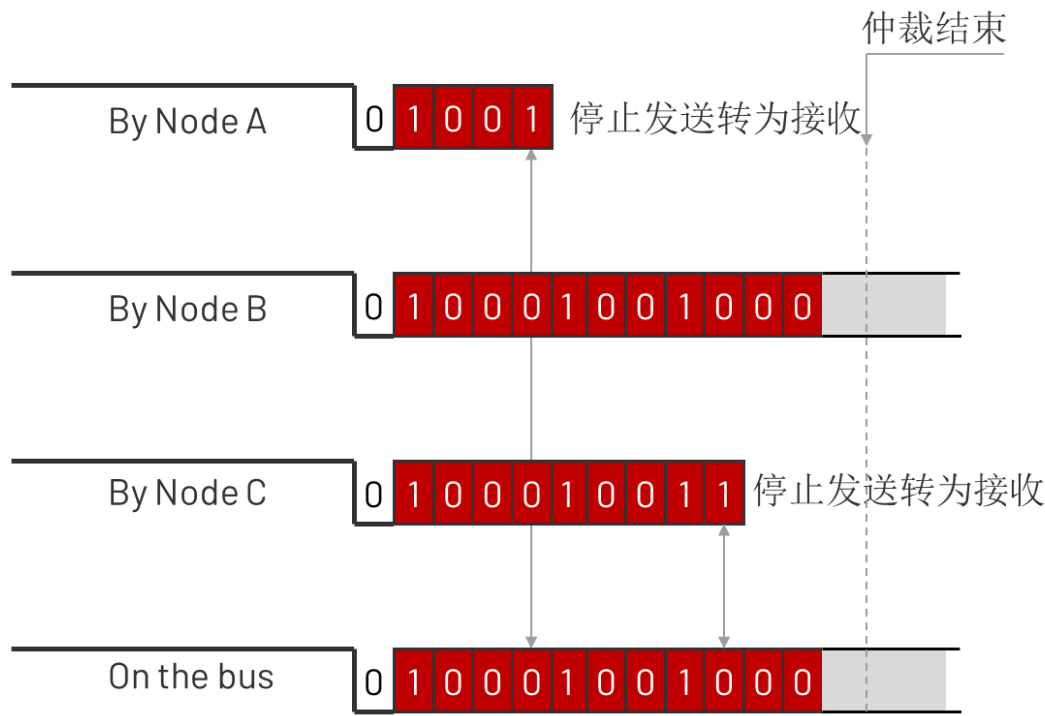 仲裁结束
By Node A 0 1 0 0 1 停止发送转为接收
By Node B 0 1 0 0 0 1 0 0 1 0 0 0
By Node C 0 1 0 0 0 1 0 0 1 1 停止发送转为接收
On the bus 0 1 0 0 0 1 0 0 1 0 0 0